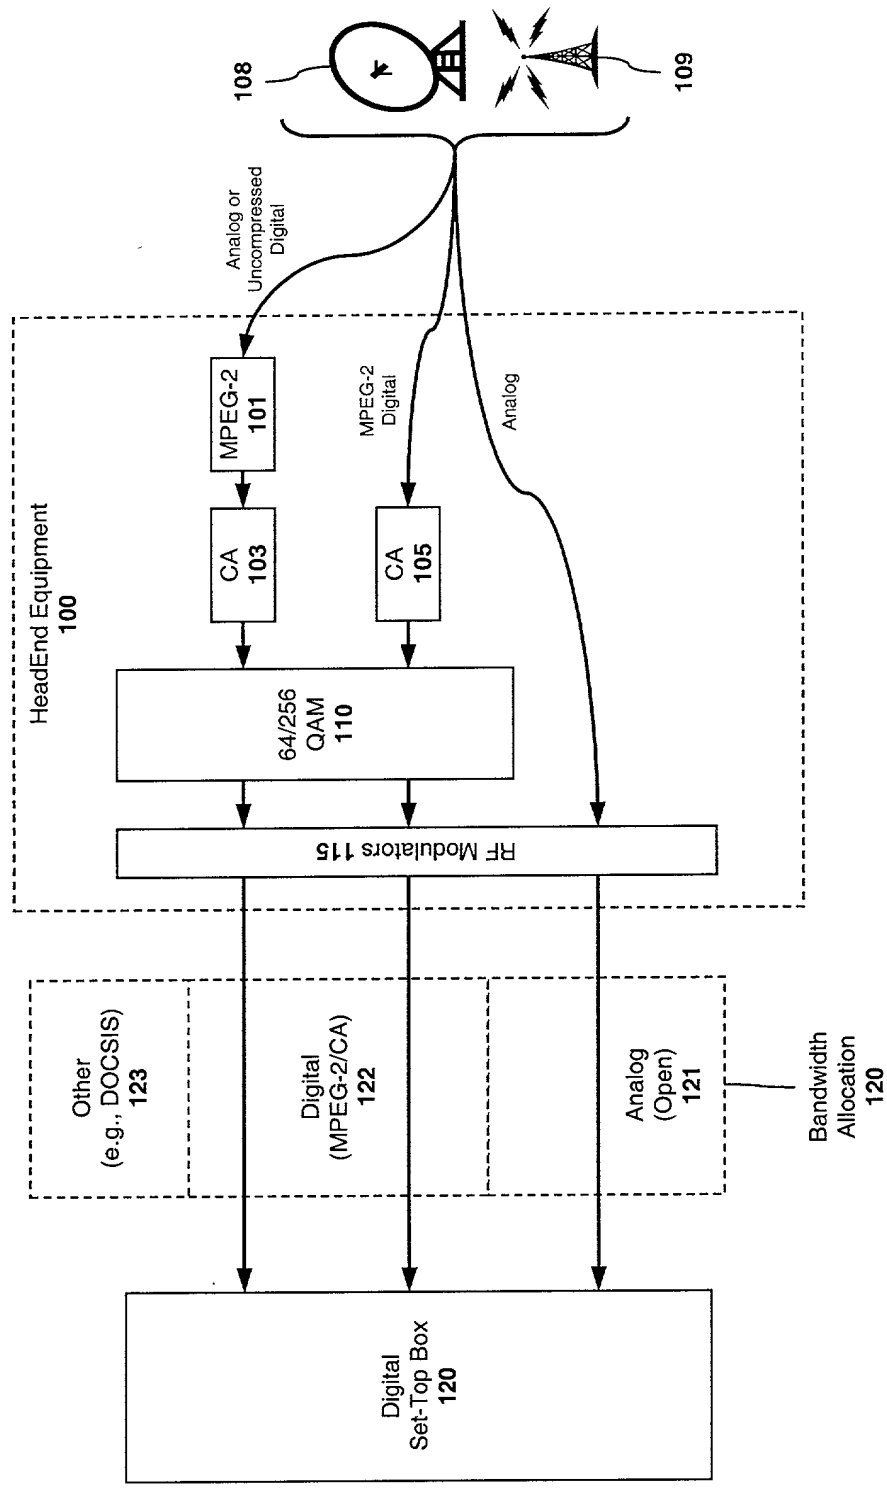 108
109
Analog or
Uncompressed
Digital
HeadEnd Equipment
100
MPEG-2
101
MPEG-2
Digital
Analog
CA
103
CA
105
64/256
QAM
110
RF Modulators 115
Other
(e.g., DOCSIS)
123
Digital
(MPEG-2/CA)
122
Analog
(Open)
121
Bandwidth
Allocation
120
Digital
Set-Top Box
120